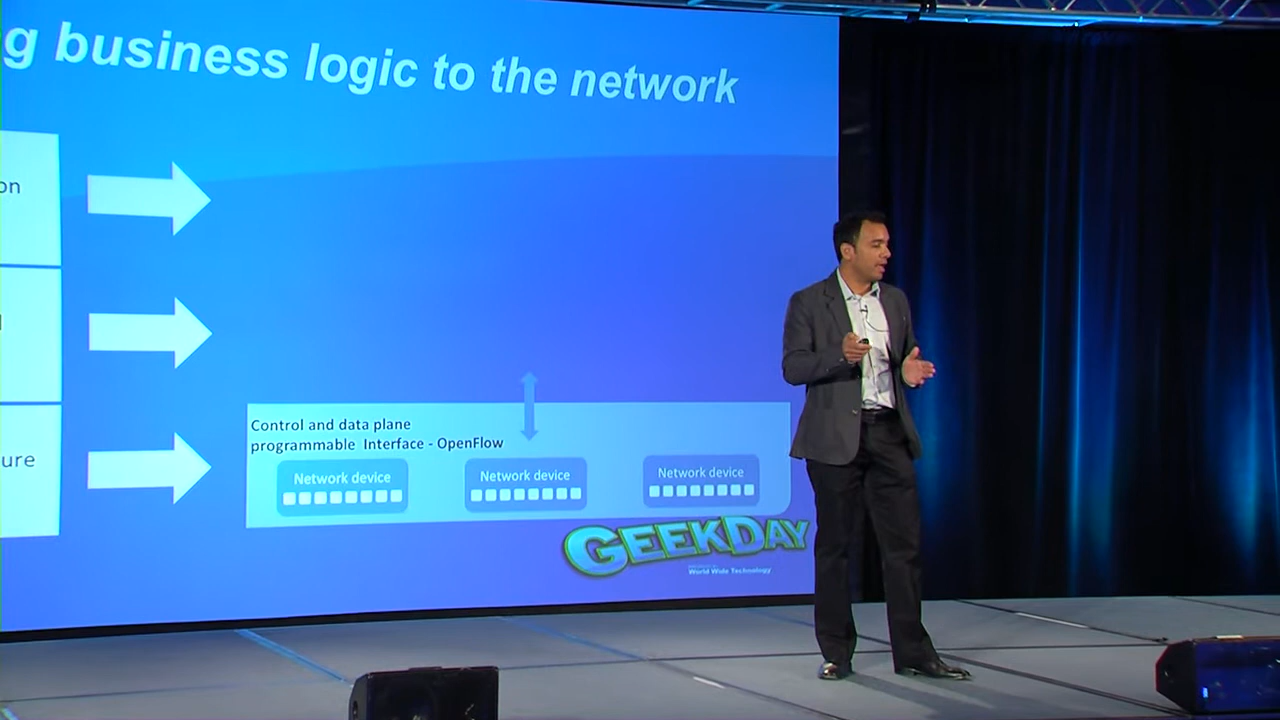 g business logic to the network
on
ure
Control and data plane
programmable Interface - OpenFlow
Network device
Network device
Network device
GEEKDAY
World Wide Technology